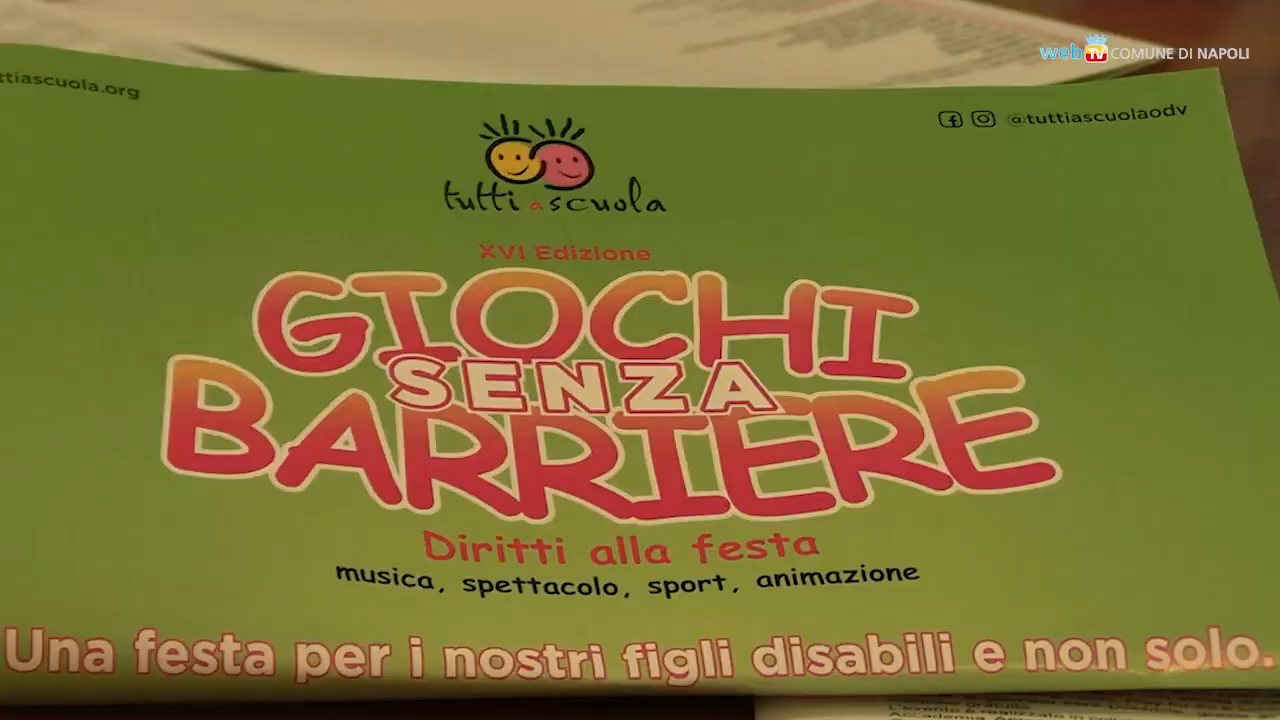 web TV COMUNE DI NAPOLI
ttiascuola.org
@tuttiascuolaodv
tutti a scuola
XVI Edizione
GIOCHI
SENZA
BARRIERE
Diritti alla festa
musica, spettacolo, sport, animazione
Una festa per i nostri figli disabili e non solo.